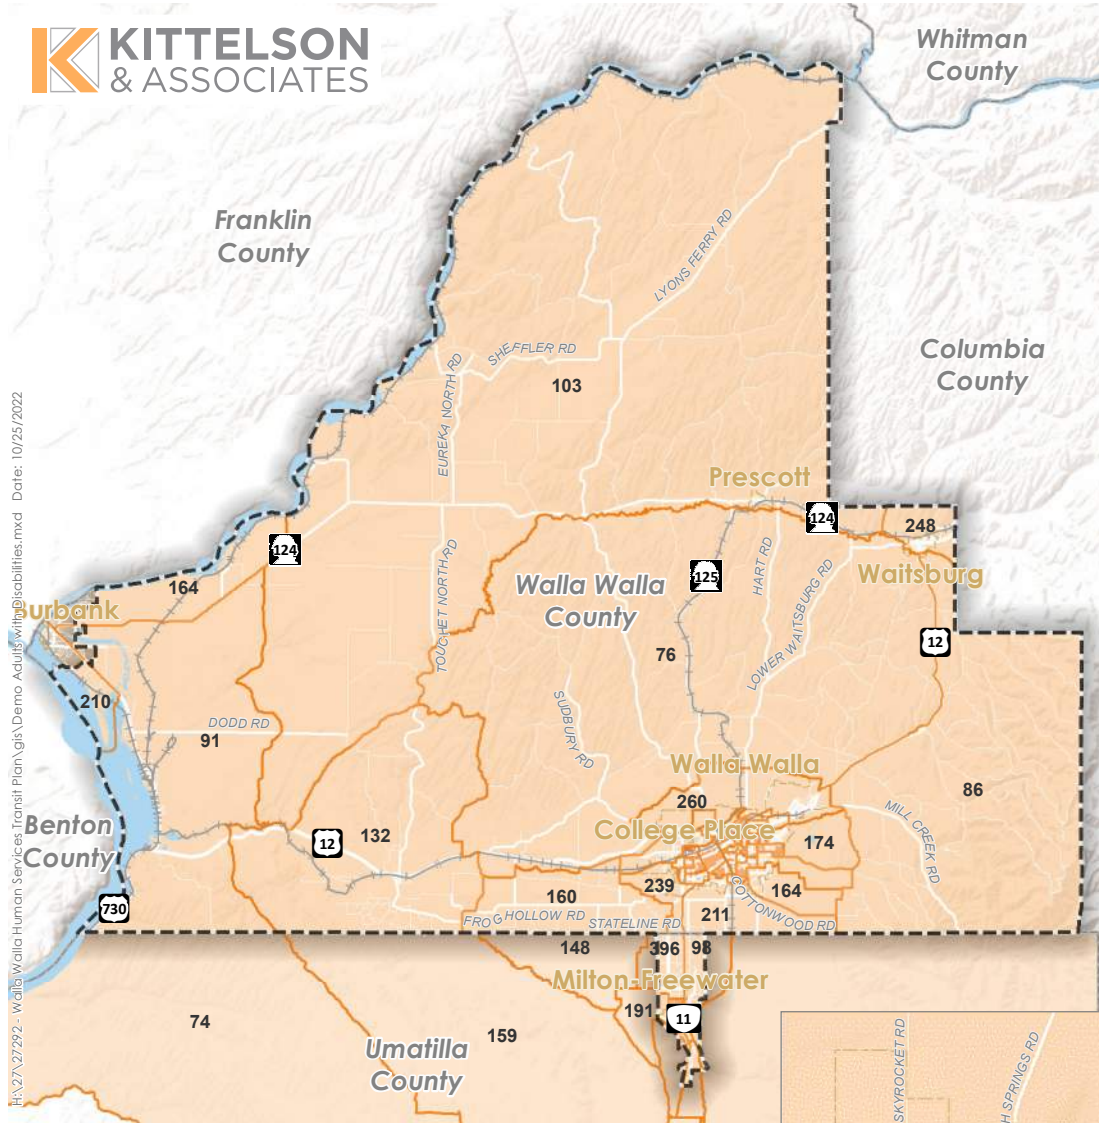 KITTELSON
& ASSOCIATES
Whitman
County
Franklin
County
Columbia
County
LYONS FERRY RD
SHEFFLER RD
EUREKA NORTH RD
103
Prescott
124
124
248
Waitsburg
125
HART RD
LOWER WAITSBURG RD
Walla Walla
County
TOUCHET NORTH RD
164
Burbank
12
76
210
DODD RD
91
SUDBURY RD
Walla Walla
86
260
College Place
MILL CREEK RD
Benton
County
12
132
174
239
164
160
730
FROG HOLLOW RD
STATELINE RD
211
COTTONWOOD RD
148
396
98
Milton-Freewater
191
11
74
159
Umatilla
County
SKYROCKET RD
H SPRINGS RD
H:\27\27292 - Walla Walla Human Services Transit Plan\gis\Demo Adults with Disabilities.mxd Date: 10/25/2022